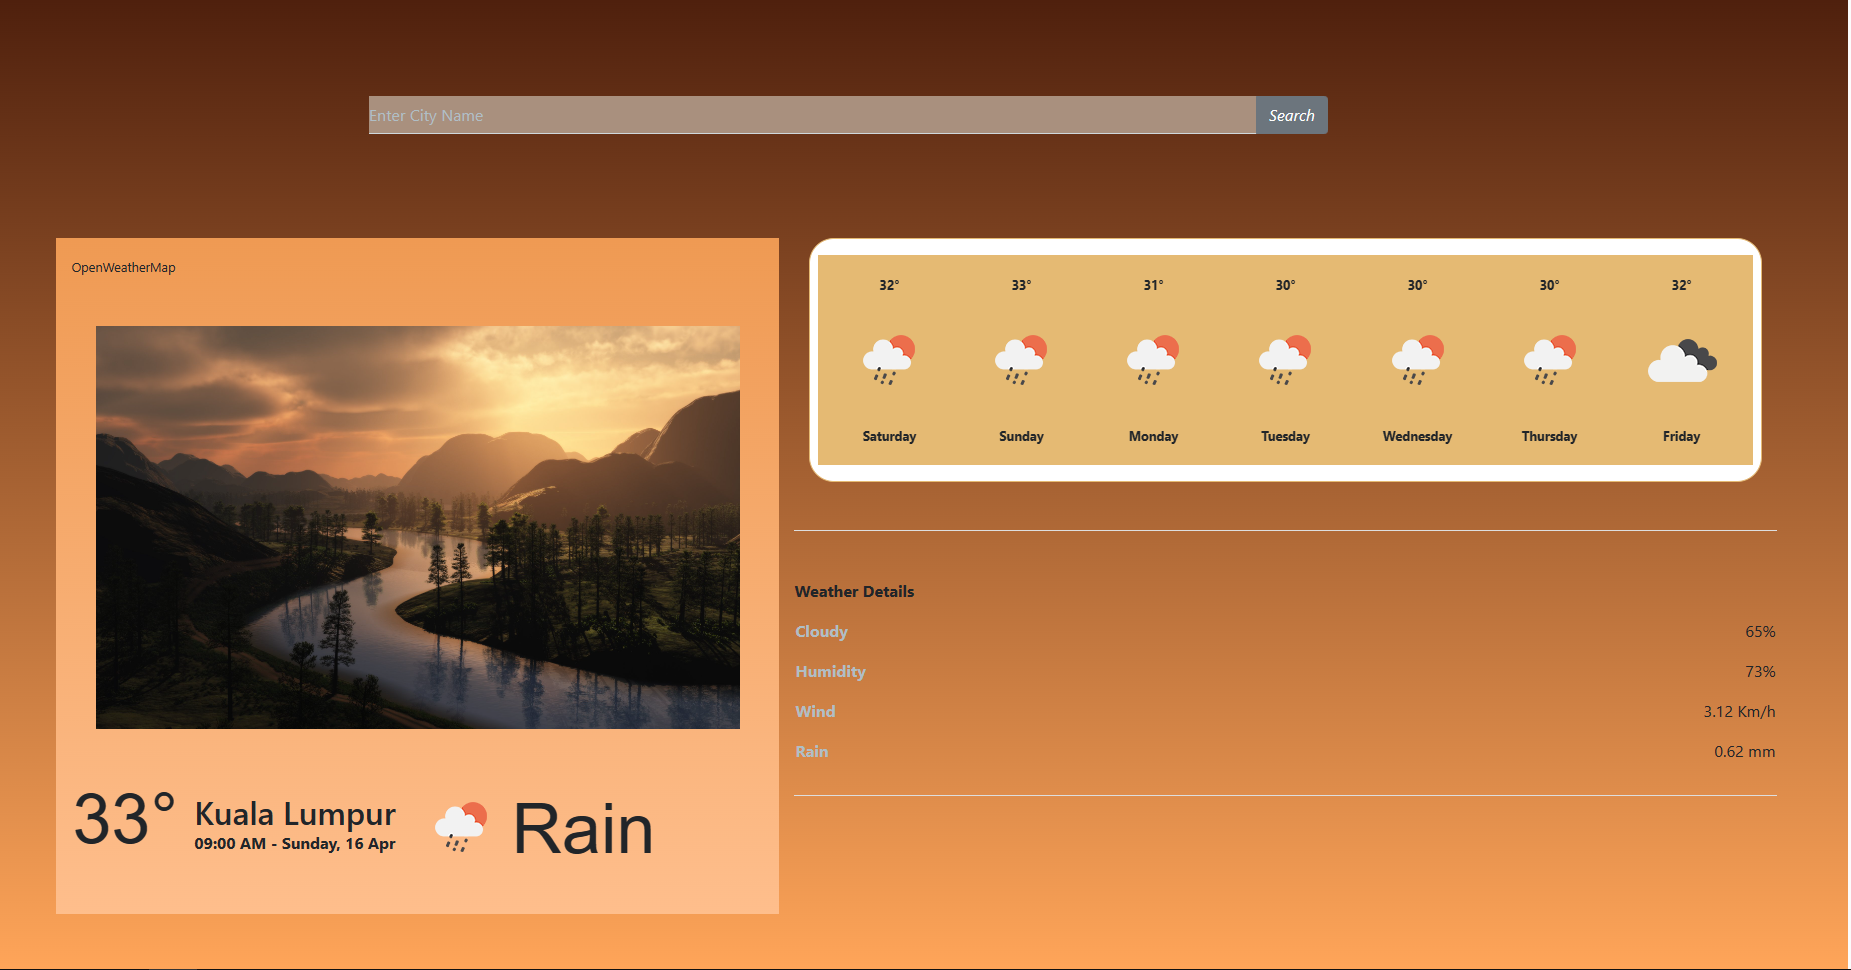 Enter City Name
Search
OpenWeatherMap
33°
Kuala Lumpur
09:00 AM - Sunday, 16 Apr
Rain
32° 33° 31° 30° 30° 30° 32°
Saturday Sunday Monday Tuesday Wednesday Thursday Friday
Weather Details
Cloudy 65%
Humidity 73%
Wind 3.12 Km/h
Rain 0.62 mm